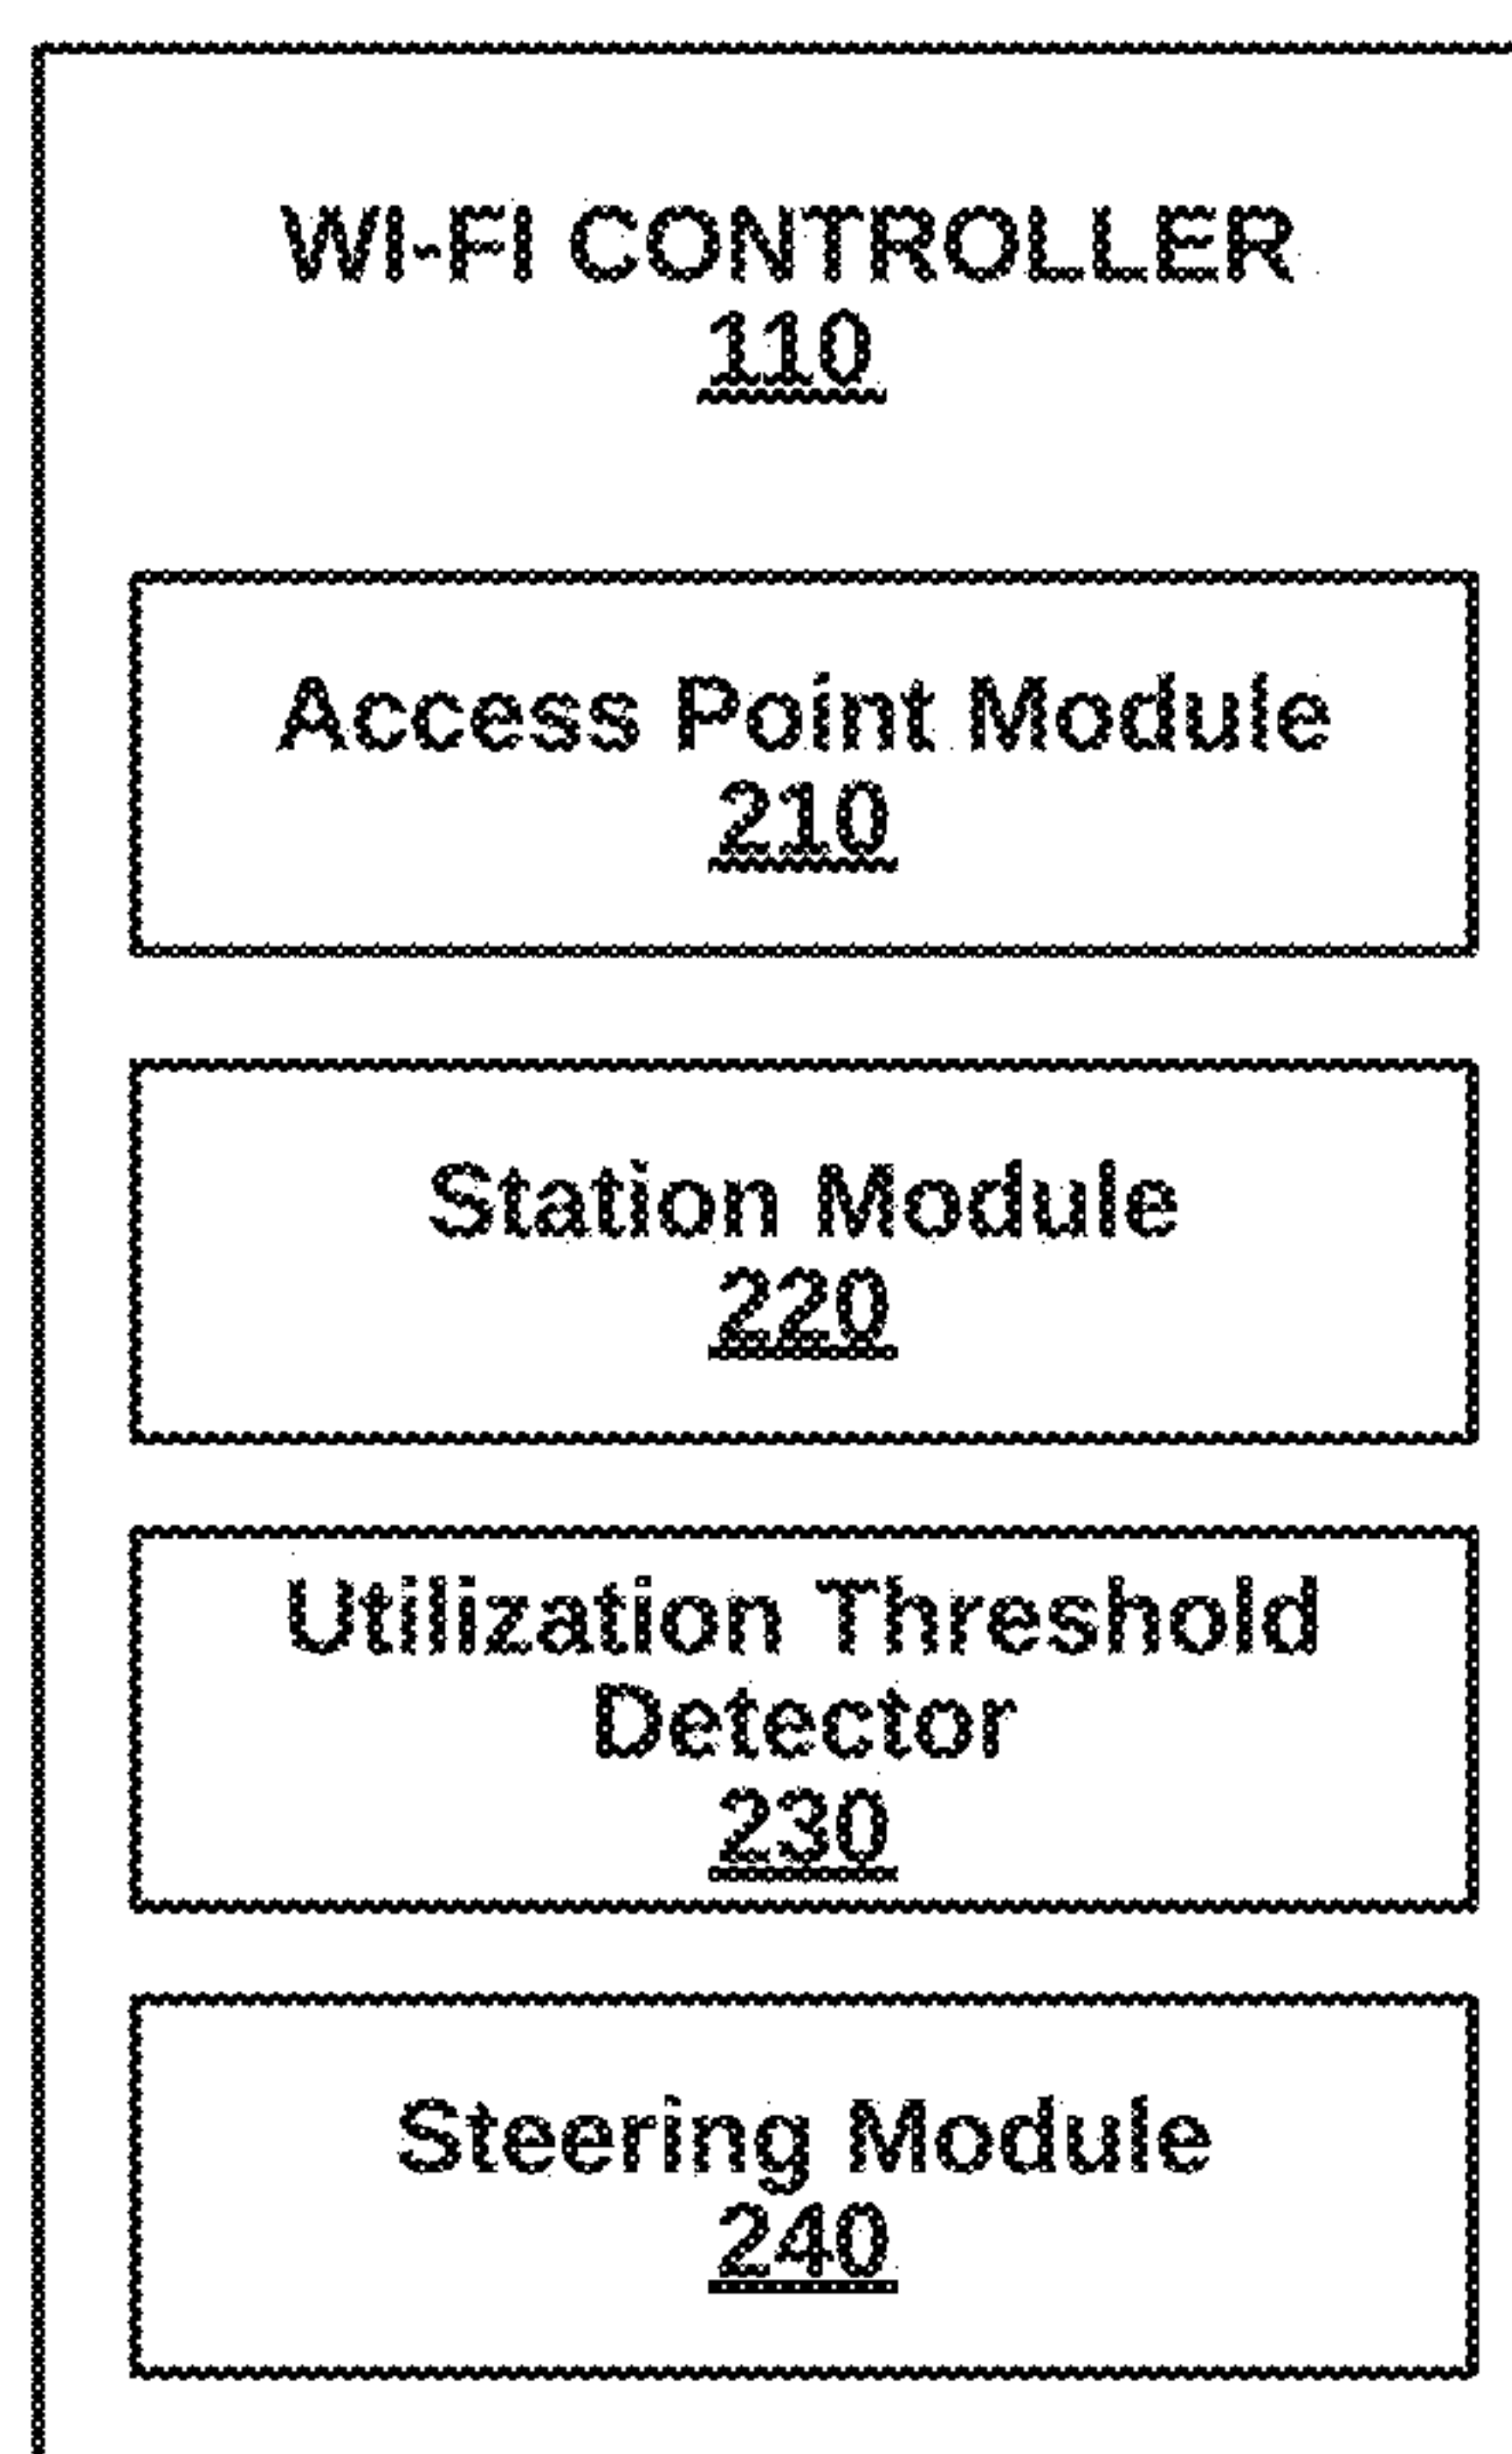 WI-FI CONTROLLER
110
Access Point Module
210
Station Module
220
Utilization Threshold
Detector
230
Steering Module
240